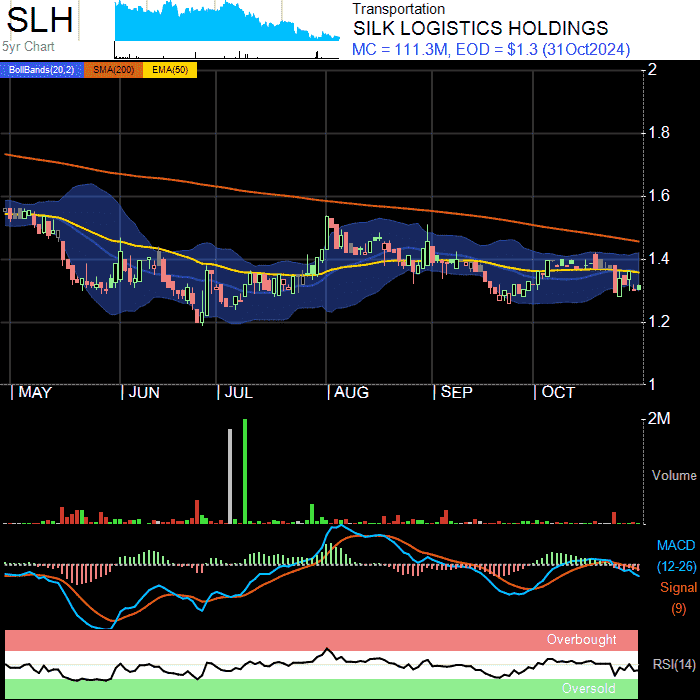 SLH
5yr Chart
Transportation
SILK LOGISTICS HOLDINGS
MC = 111.3M, EOD = $1.3 (31Oct2024)
BollBands(20,2) SMA(200) EMA(50)
2
1.8
1.6
1.4
1.2
1
MAY JUN JUL AUG SEP OCT
2M
Volume
MACD
(12-26)
Signal
(9)
Overbought
RSI(14)
Oversold